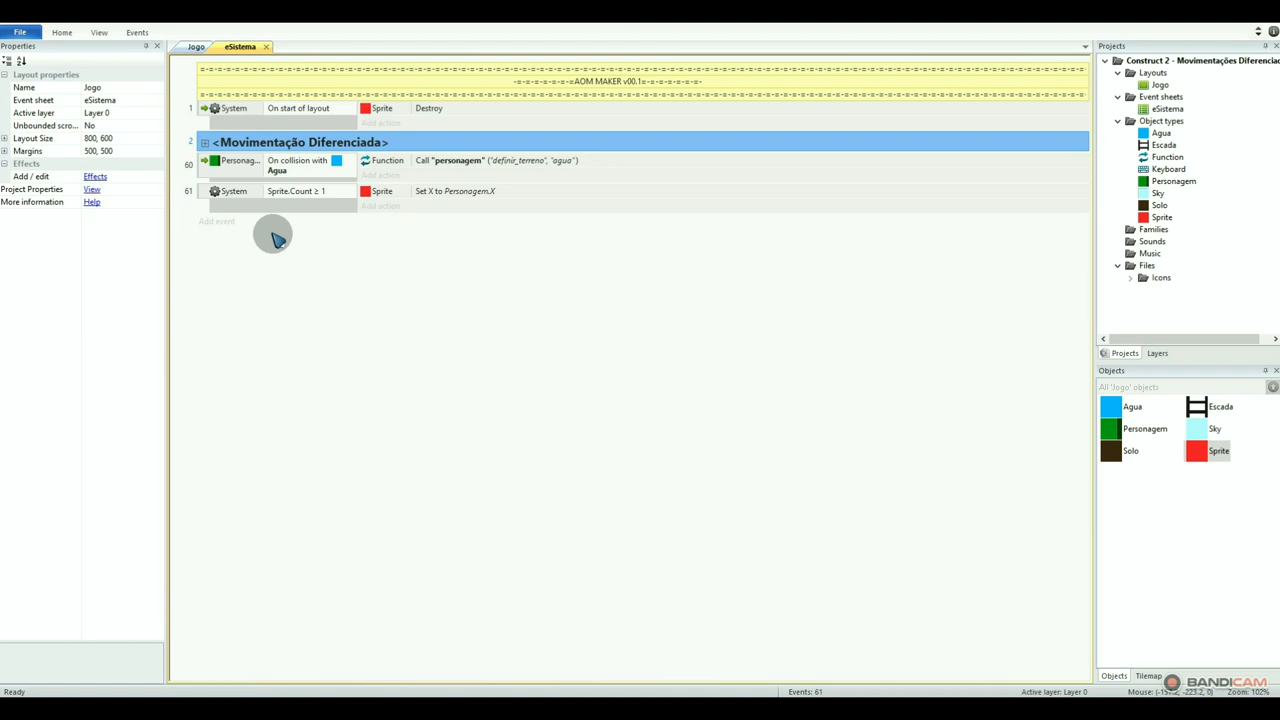 File Home View Events
Properties
Jogo eSistema
Projects
Layout properties
Name Jogo
Event sheet eSistema
Active layer Layer 0
Unbounded scro... No
Layout Size 800, 600
Margins 500, 500
Effects
Add / edit Effects
Project Properties View
More information Help
=-=-=-=-=-=-=-=-=-=-=-=-=-=-=-=-=-=-=-=-=-=-=-=-=-=-=-=-=-=-=-=-=-=-=-=-=-=-=-=-=-=
-=-=-=-=-=-=AOM MAKER v00.1=-=-=-=-=-=-
=-=-=-=-=-=-=-=-=-=-=-=-=-=-=-=-=-=-=-=-=-=-=-=-=-=-=-=-=-=-=-=-=-=-=-=-=-=-=-=-=-=
1 System On start of layout Sprite Destroy
Add action
2 <Movimentação Diferenciada>
60 Personag... On collision with Agua Function Call "personagem" ("definir_terreno", "agua")
Add action
61 System Sprite.Count ≥ 1 Sprite Set X to Personagem.X
Add action
Add event
Construct 2 - Movimentações Diferencia
Layouts
Jogo
Event sheets
eSistema
Object types
Agua
Escada
Function
Keyboard
Personagem
Sky
Solo
Sprite
Families
Sounds
Music
Files
Icons
Projects Layers
Objects
All 'Jogo' objects
Agua Escada
Personagem Sky
Solo Sprite
Objects Tilemap
BANDICAM
Ready Events: 61 Active layer: Layer 0 Zoom: 102%